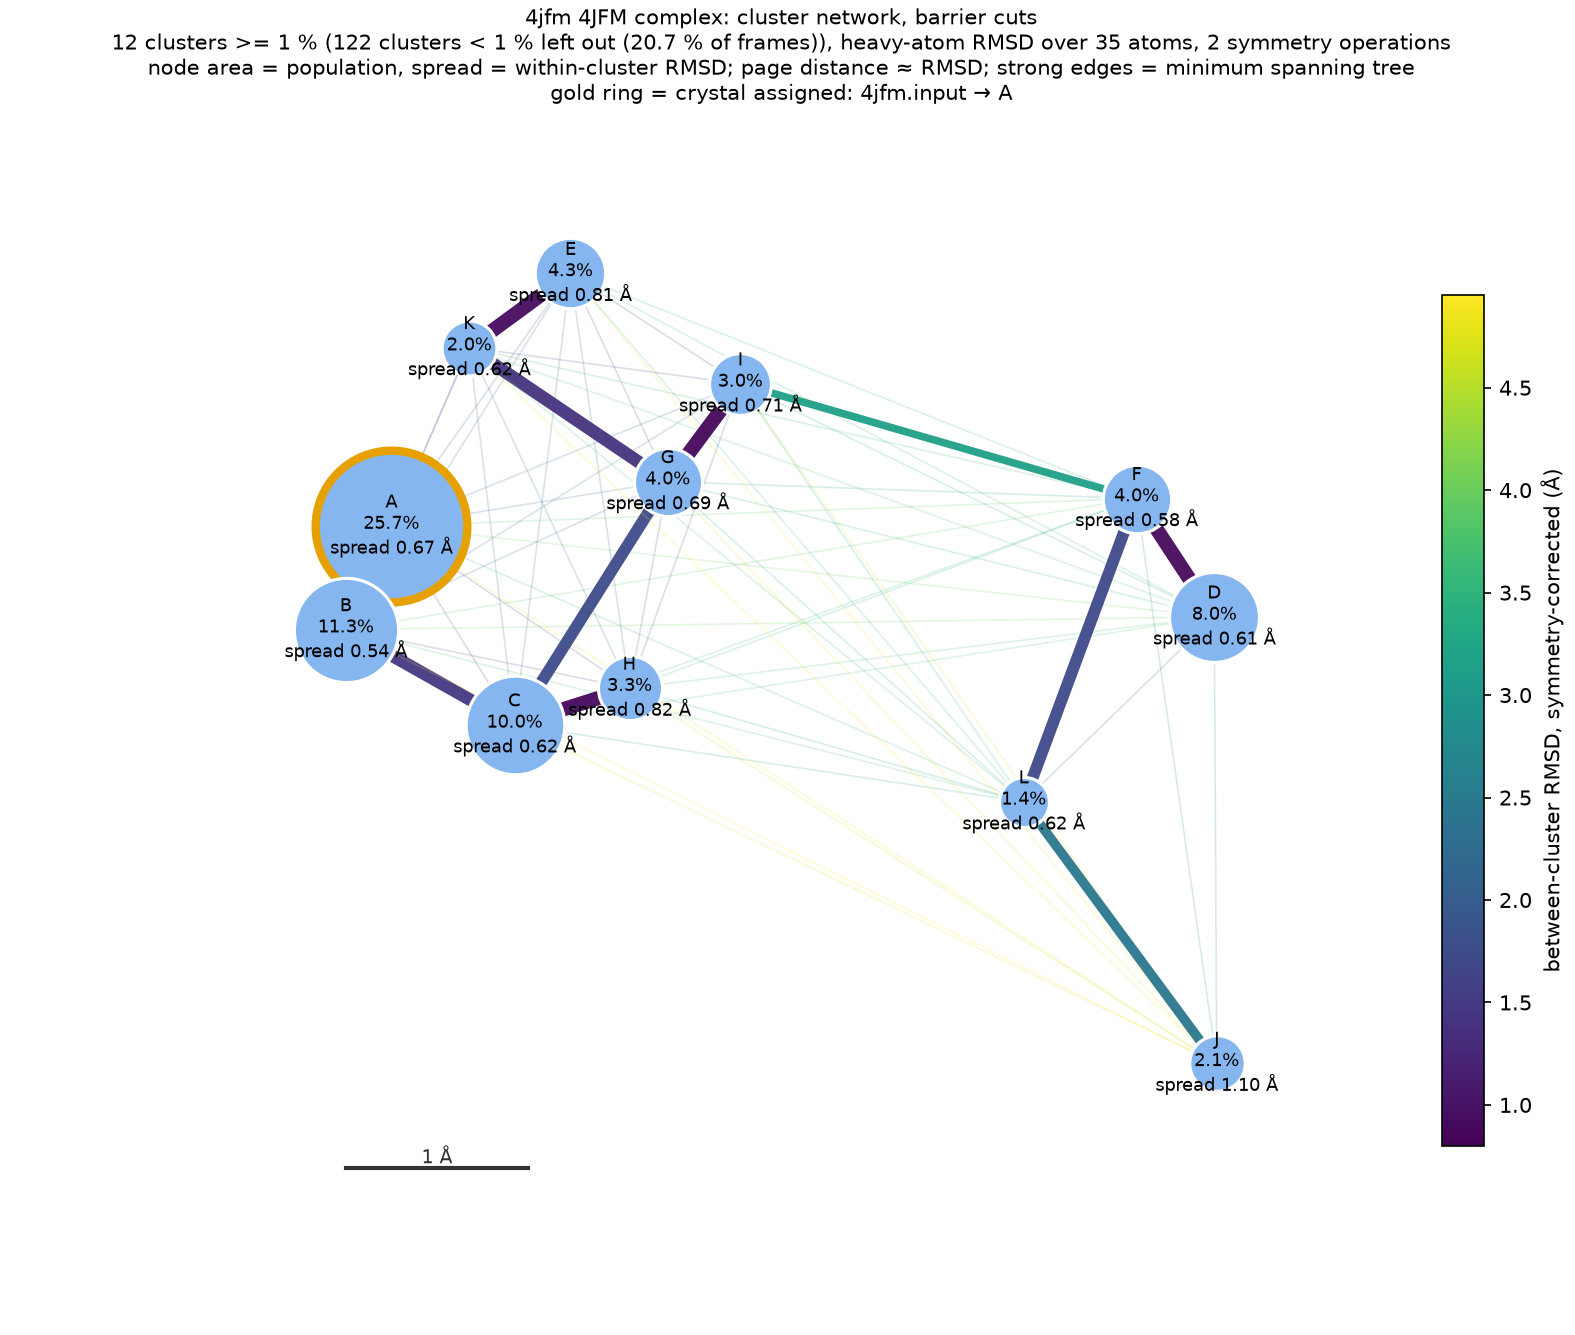 4jfm 4JFM complex: cluster network, barrier cuts
12 clusters >= 1 % (122 clusters < 1 % left out (20.7 % of frames)), heavy-atom RMSD over 35 atoms, 2 symmetry operations
node area = population, spread = within-cluster RMSD; page distance ≈ RMSD; strong edges = minimum spanning tree
gold ring = crystal assigned: 4jfm.input → A
E
4.3%
spread 0.81 Å
K
2.0%
spread 0.62 Å
I
3.0%
spread 0.71 Å
G
4.0%
spread 0.69 Å
A
25.7%
spread 0.67 Å
F
4.0%
spread 0.58 Å
B
11.3%
spread 0.54 Å
D
8.0%
spread 0.61 Å
H
3.3%
spread 0.82 Å
C
10.0%
spread 0.62 Å
L
1.4%
spread 0.62 Å
J
2.1%
spread 1.10 Å
1 Å
4.5
4.0
3.5
3.0
2.5
2.0
1.5
1.0
between-cluster RMSD, symmetry-corrected (Å)